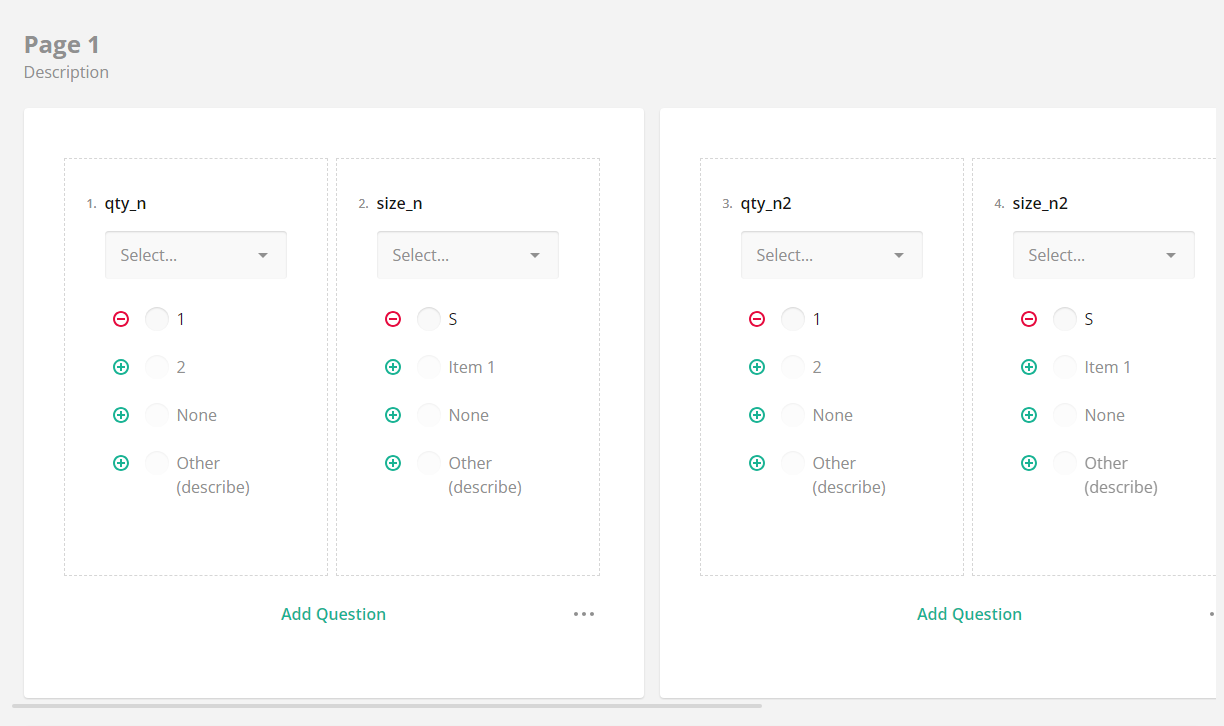 Page 1
Description
1. qty_n
Select...
1
2
None
Other
(describe)
2. size_n
Select...
S
Item 1
None
Other
(describe)
Add Question
3. qty_n2
Select...
1
2
None
Other
(describe)
4. size_n2
Select...
S
Item 1
None
Other
(describe)
Add Question